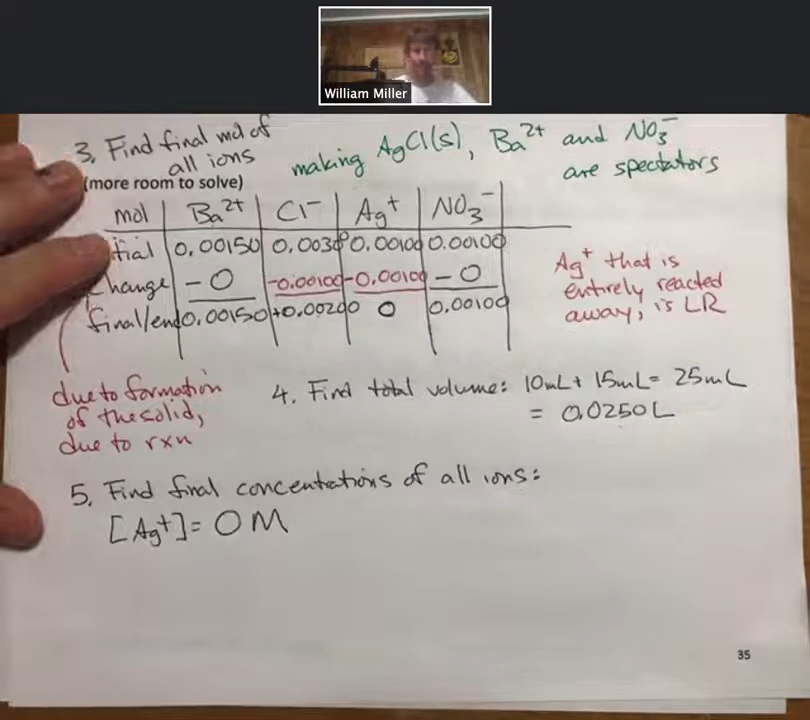 William Miller
3. Find final mol of
all ions
(more room to solve)
making AgCl(s), Ba²⁺ and NO₃⁻
are spectators
mol | Ba²⁺ | Cl⁻ | Ag⁺ | NO₃⁻
tial 0.00150 0.0030 0.00100 0.00100
change - 0 -0.00100 -0.00100 - 0
final/end 0.00150 +0.00200 0 0.00100
Ag⁺ that is
entirely reacted
away, is LR
due to formation
of the solid,
due to rxn
4. Find total volume: 10mL + 15mL = 25mL
= 0.0250L
5. Find final concentrations of all ions:
[Ag⁺] = 0 M
35